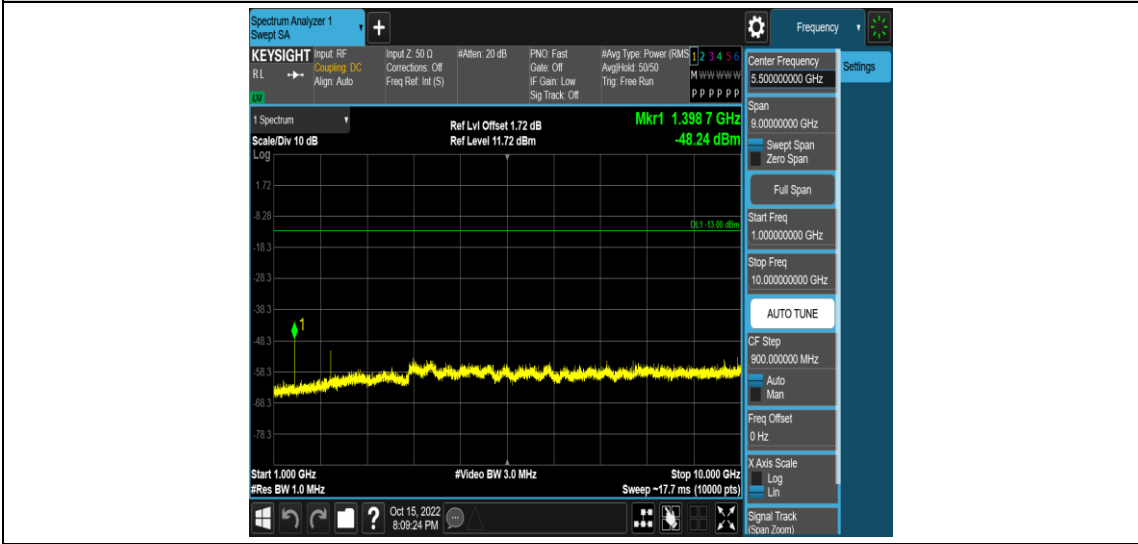 Spectrum Analyzer 1
Swept SA
+
Frequency
KEYSIGHT
RL
Input: RF
Coupling: DC
Align: Auto
Input Z: 50 Ω
Corrections: Off
Freq Ref: Int (S)
#Atten: 20 dB
PNO: Fast
Gate: Off
IF Gain: Low
Sig Track: Off
#Avg Type: Power (RMS
Avg|Hold: 50/50
Trig: Free Run
1 2 3 4 5 6
M W W W W W
P P P P P P
1 Spectrum
Scale/Div 10 dB
Log
Ref Lvl Offset 1.72 dB
Ref Level 11.72 dBm
Mkr1 1.398 7 GHz
-48.24 dBm
1.72
-8.28
DL1 -13.00 dBm
-18.3
-28.3
-38.3
1
-48.3
-58.3
-68.3
-78.3
Start 1.000 GHz
#Res BW 1.0 MHz
#Video BW 3.0 MHz
Stop 10.000 GHz
Sweep ~17.7 ms (10000 pts)
?
Oct 15, 2022
8:09:24 PM
Center Frequency
5.500000000 GHz
Settings
Span
9.00000000 GHz
Swept Span
Zero Span
Full Span
Start Freq
1.000000000 GHz
Stop Freq
10.000000000 GHz
AUTO TUNE
CF Step
900.000000 MHz
Auto
Man
Freq Offset
0 Hz
X Axis Scale
Log
Lin
Signal Track
(Span Zoom)